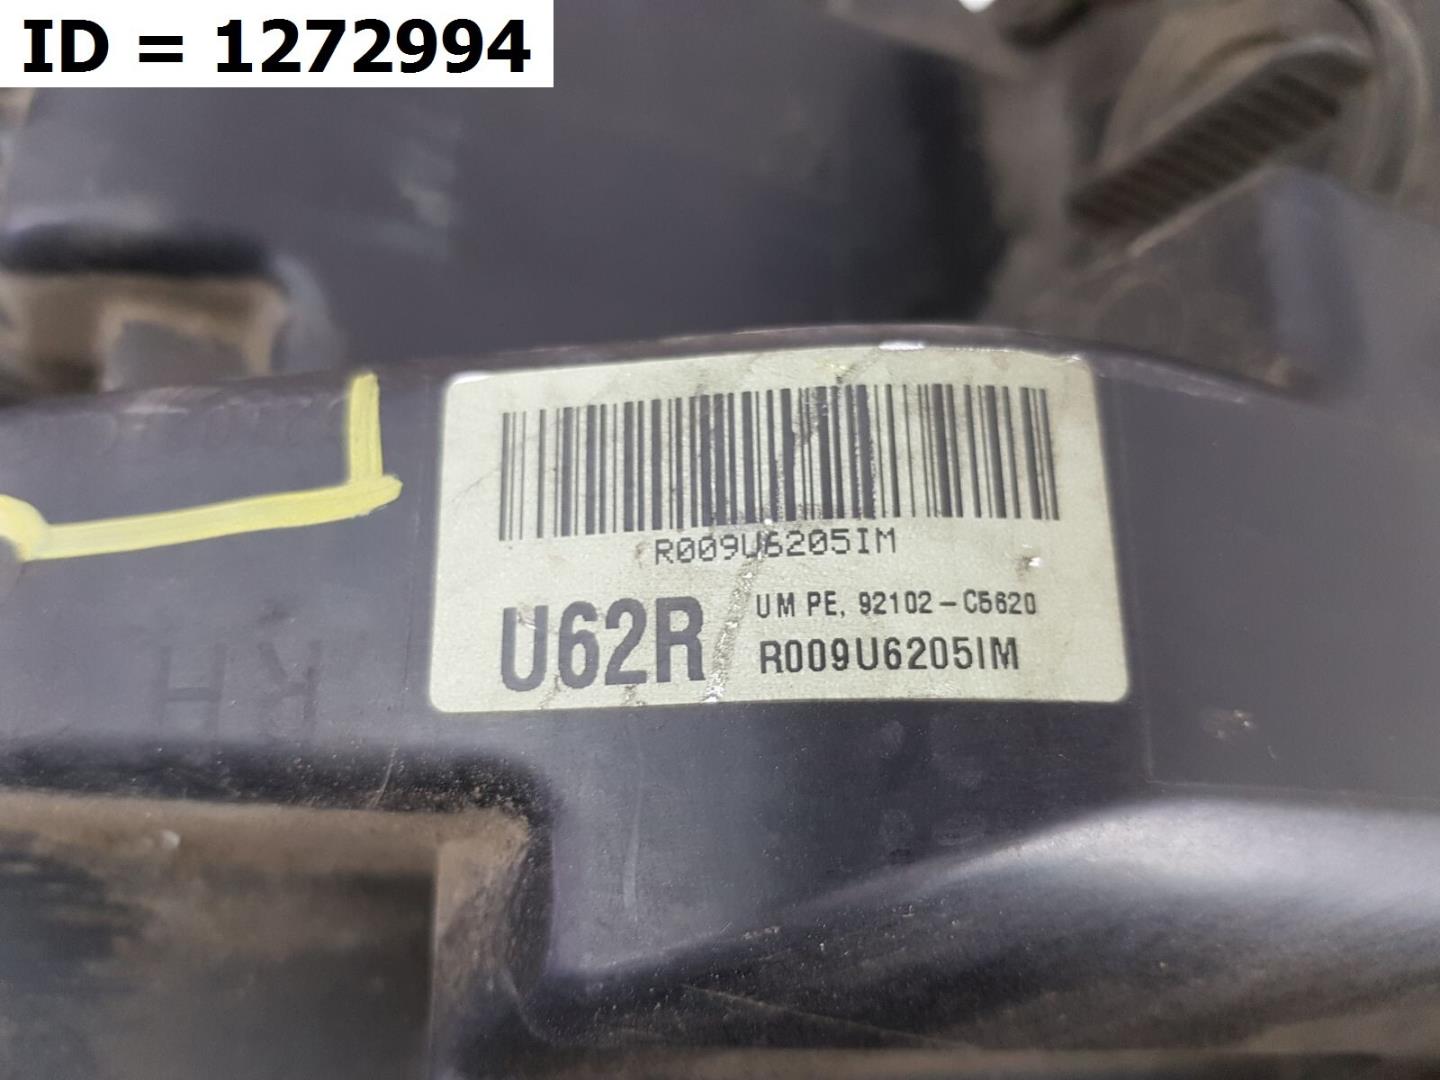 ID = 1272994
R009U6205IM
U62R
UM PE, 92102-C5620
R009U6205IM
RH